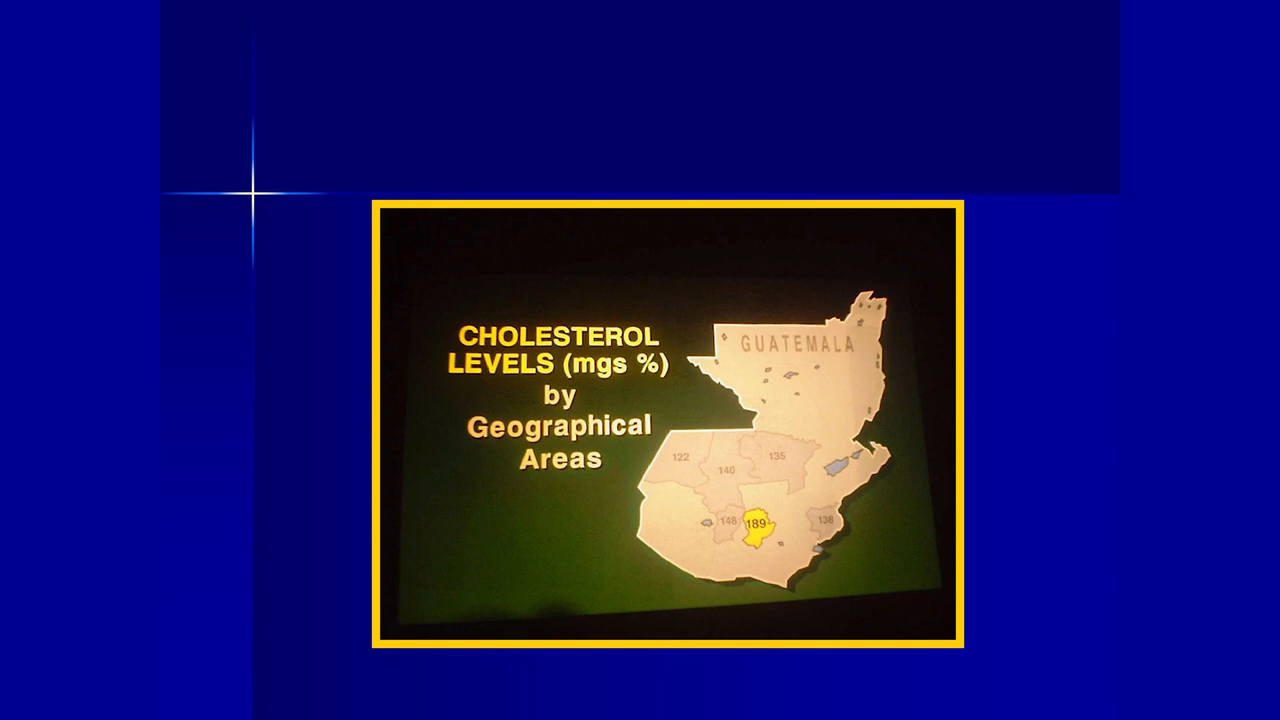 CHOLESTEROL
LEVELS (mgs %)
by
Geographical
Areas
GUATEMALA
122
140
135
148
189
138